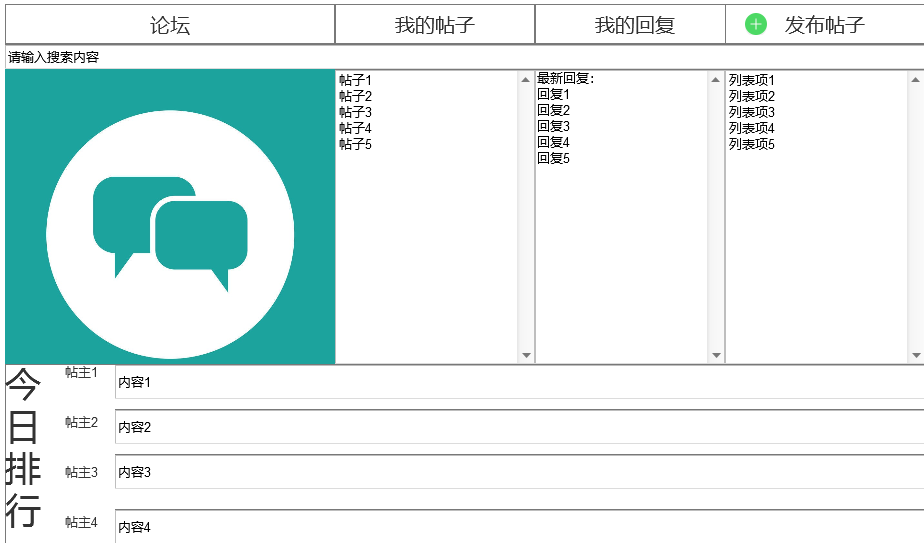 论坛
我的帖子
我的回复
发布帖子
请输入搜索内容
帖子1
帖子2
帖子3
帖子4
帖子5
最新回复：
回复1
回复2
回复3
回复4
回复5
列表项1
列表项2
列表项3
列表项4
列表项5
今日排行
帖主1
内容1
帖主2
内容2
帖主3
内容3
帖主4
内容4